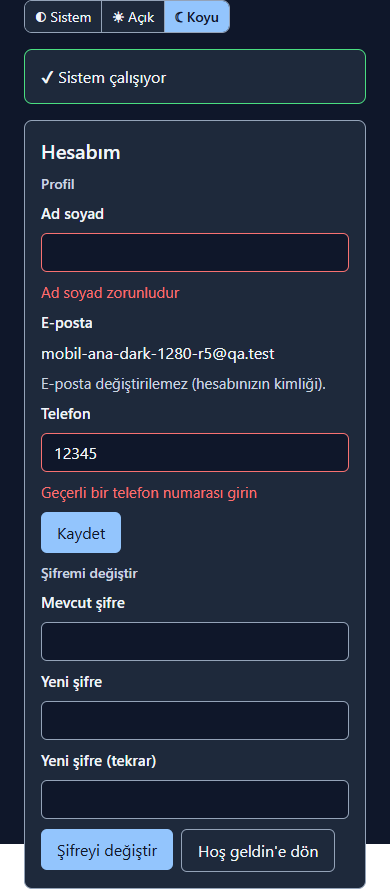 ◐ Sistem ☀ Açık ☾ Koyu
✓ Sistem çalışıyor
Hesabım
Profil
Ad soyad
Ad soyad zorunludur
E-posta
mobil-ana-dark-1280-r5@qa.test
E-posta değiştirilemez (hesabınızın kimliği).
Telefon
12345
Geçerli bir telefon numarası girin
Kaydet
Şifremi değiştir
Mevcut şifre
Yeni şifre
Yeni şifre (tekrar)
Şifreyi değiştir Hoş geldin'e dön